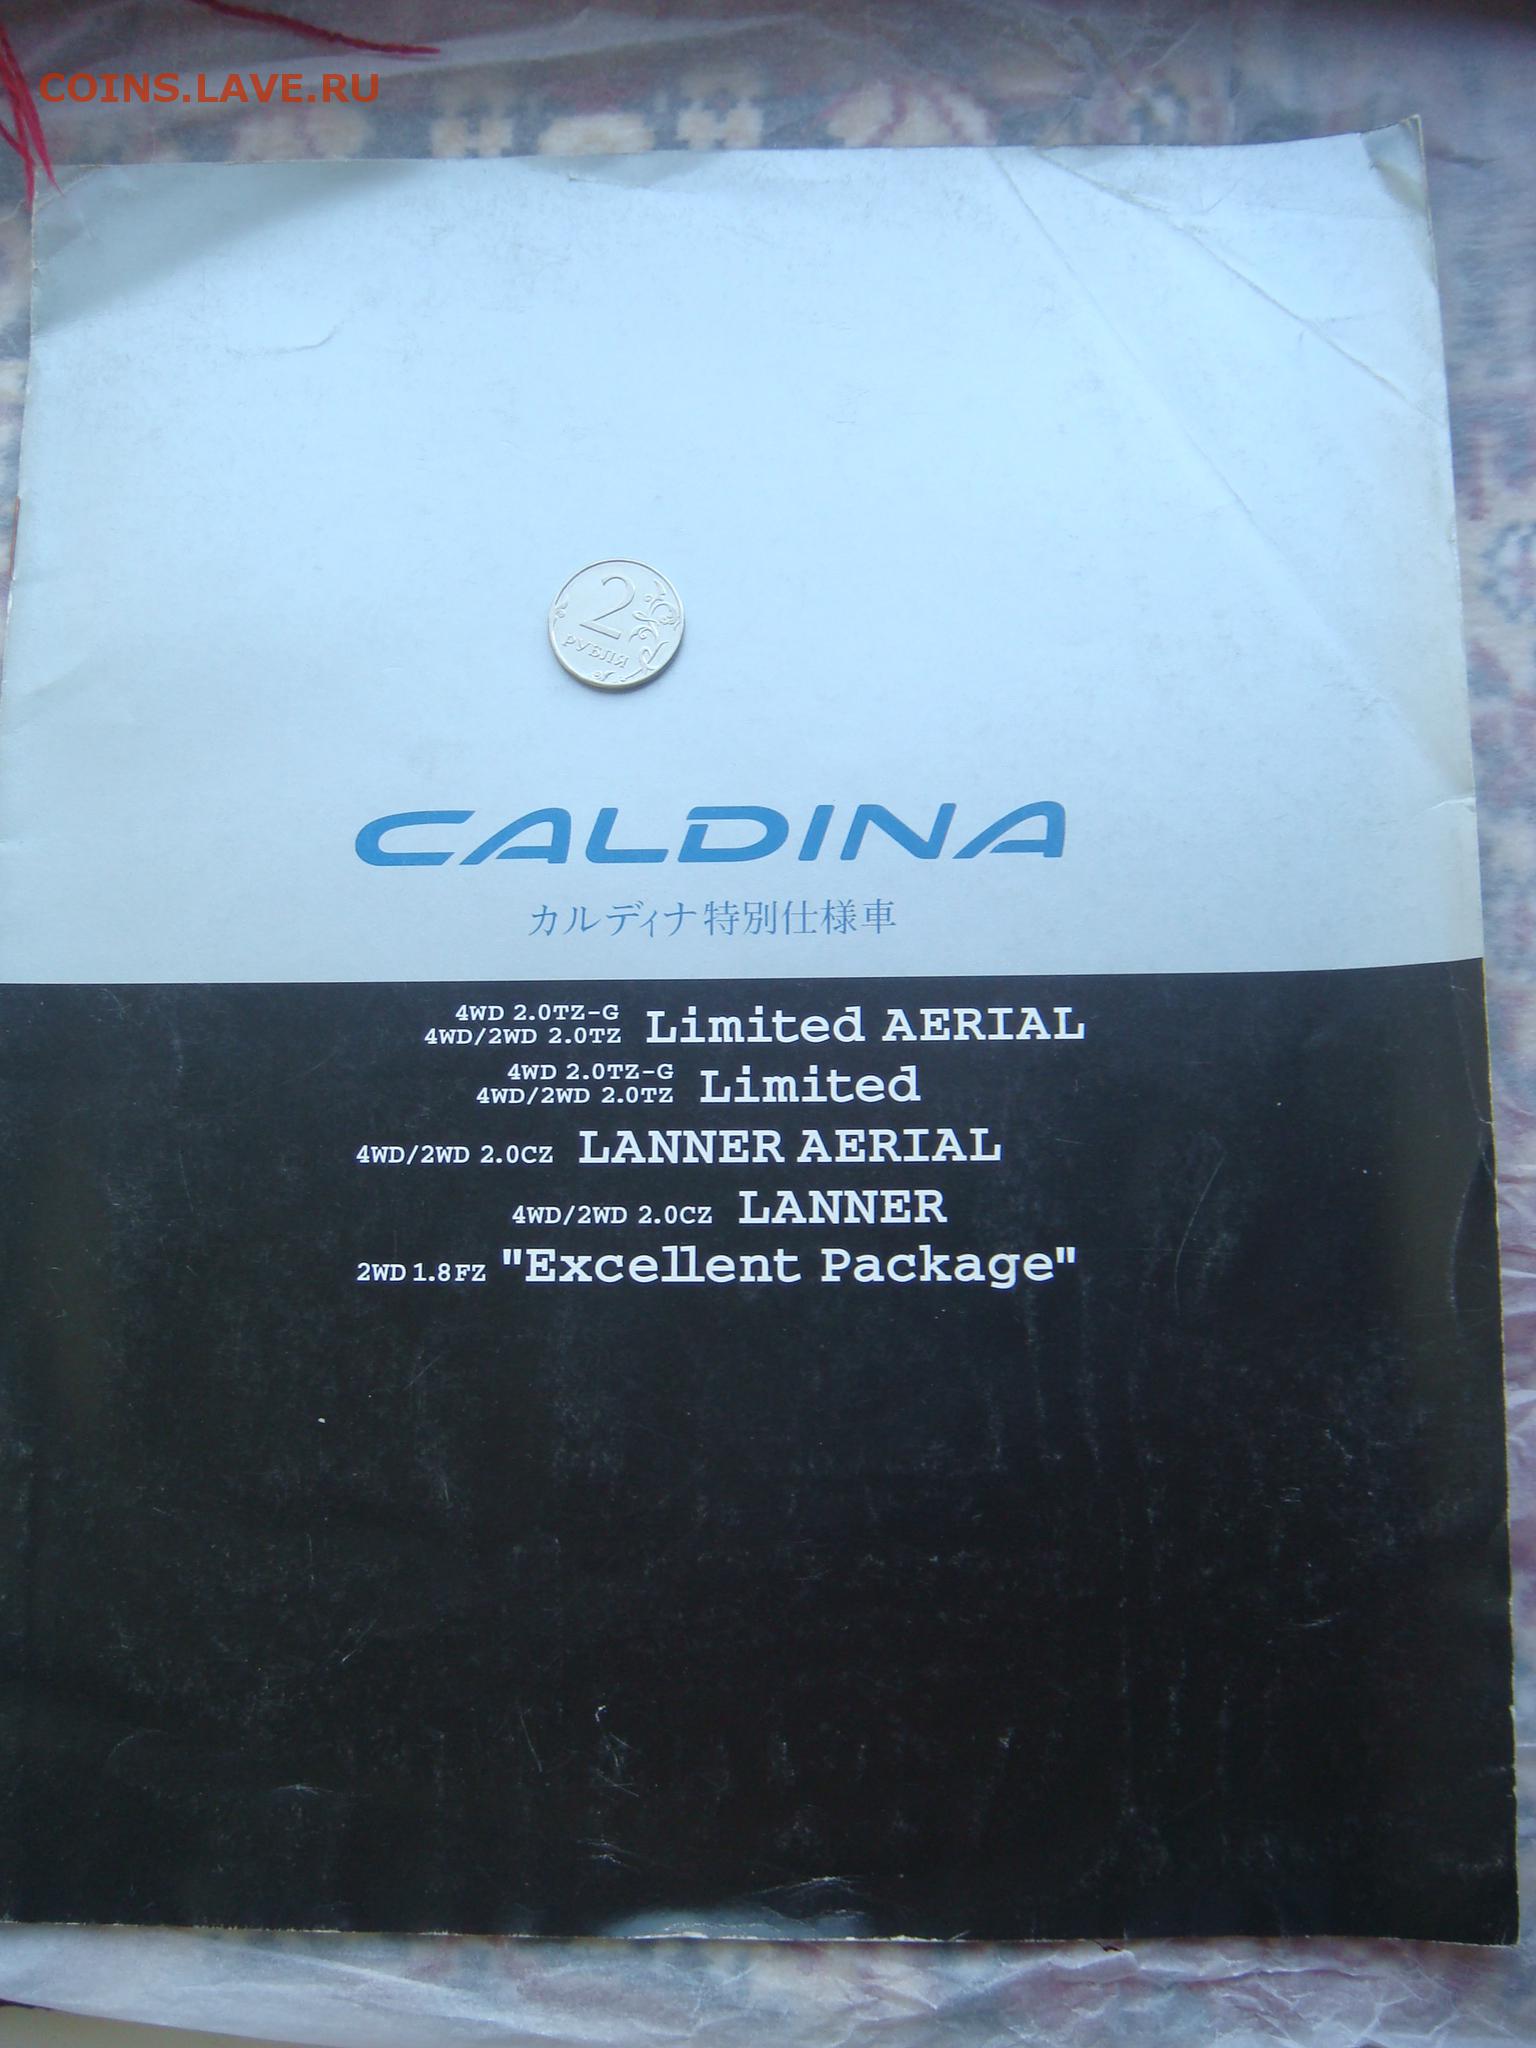 COINS.LAVE.RU
2
РУБЛЯ
CALDINA
カルディナ特別仕様車
4WD 2.0TZ-G
4WD/2WD 2.0TZ Limited AERIAL
4WD 2.0TZ-G
4WD/2WD 2.0TZ Limited
4WD/2WD 2.0CZ LANNER AERIAL
4WD/2WD 2.0CZ LANNER
2WD 1.8FZ "Excellent Package"